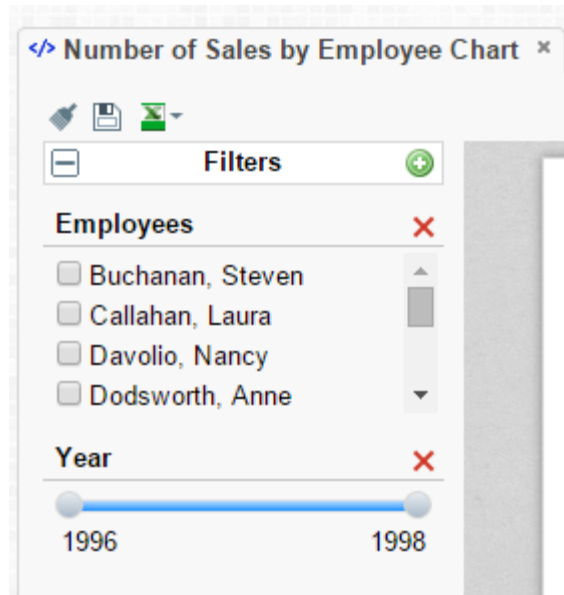 </> Number of Sales by Employee Chart ×
Filters
Employees
Buchanan, Steven
Callahan, Laura
Davolio, Nancy
Dodsworth, Anne
Year
1996 1998